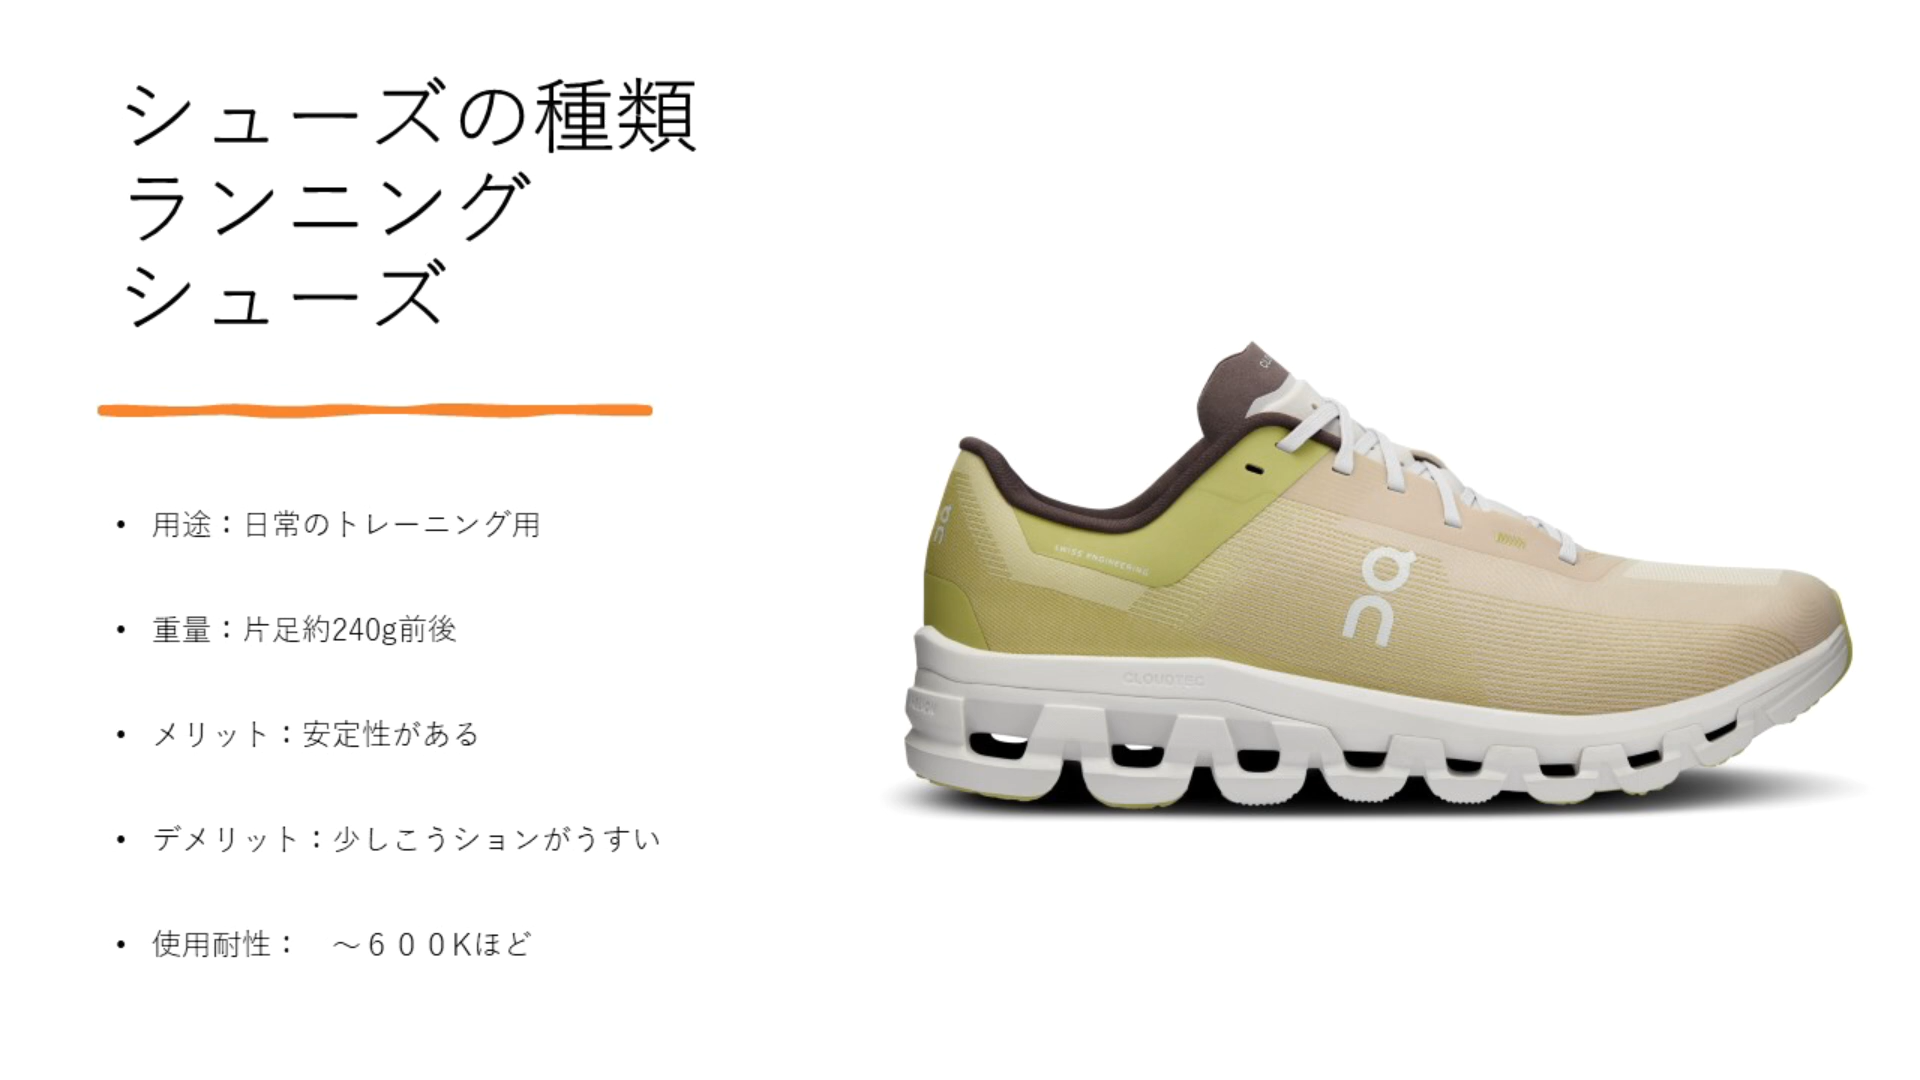 シューズの種類
ランニング
シューズ
• 用途：日常のトレーニング用
• 重量：片足約240g前後
• メリット：安定性がある
• デメリット：少しこうションがうすい
• 使用耐性：　～６００Kほど
SWISS ENGINEERING
CLOUDTEC